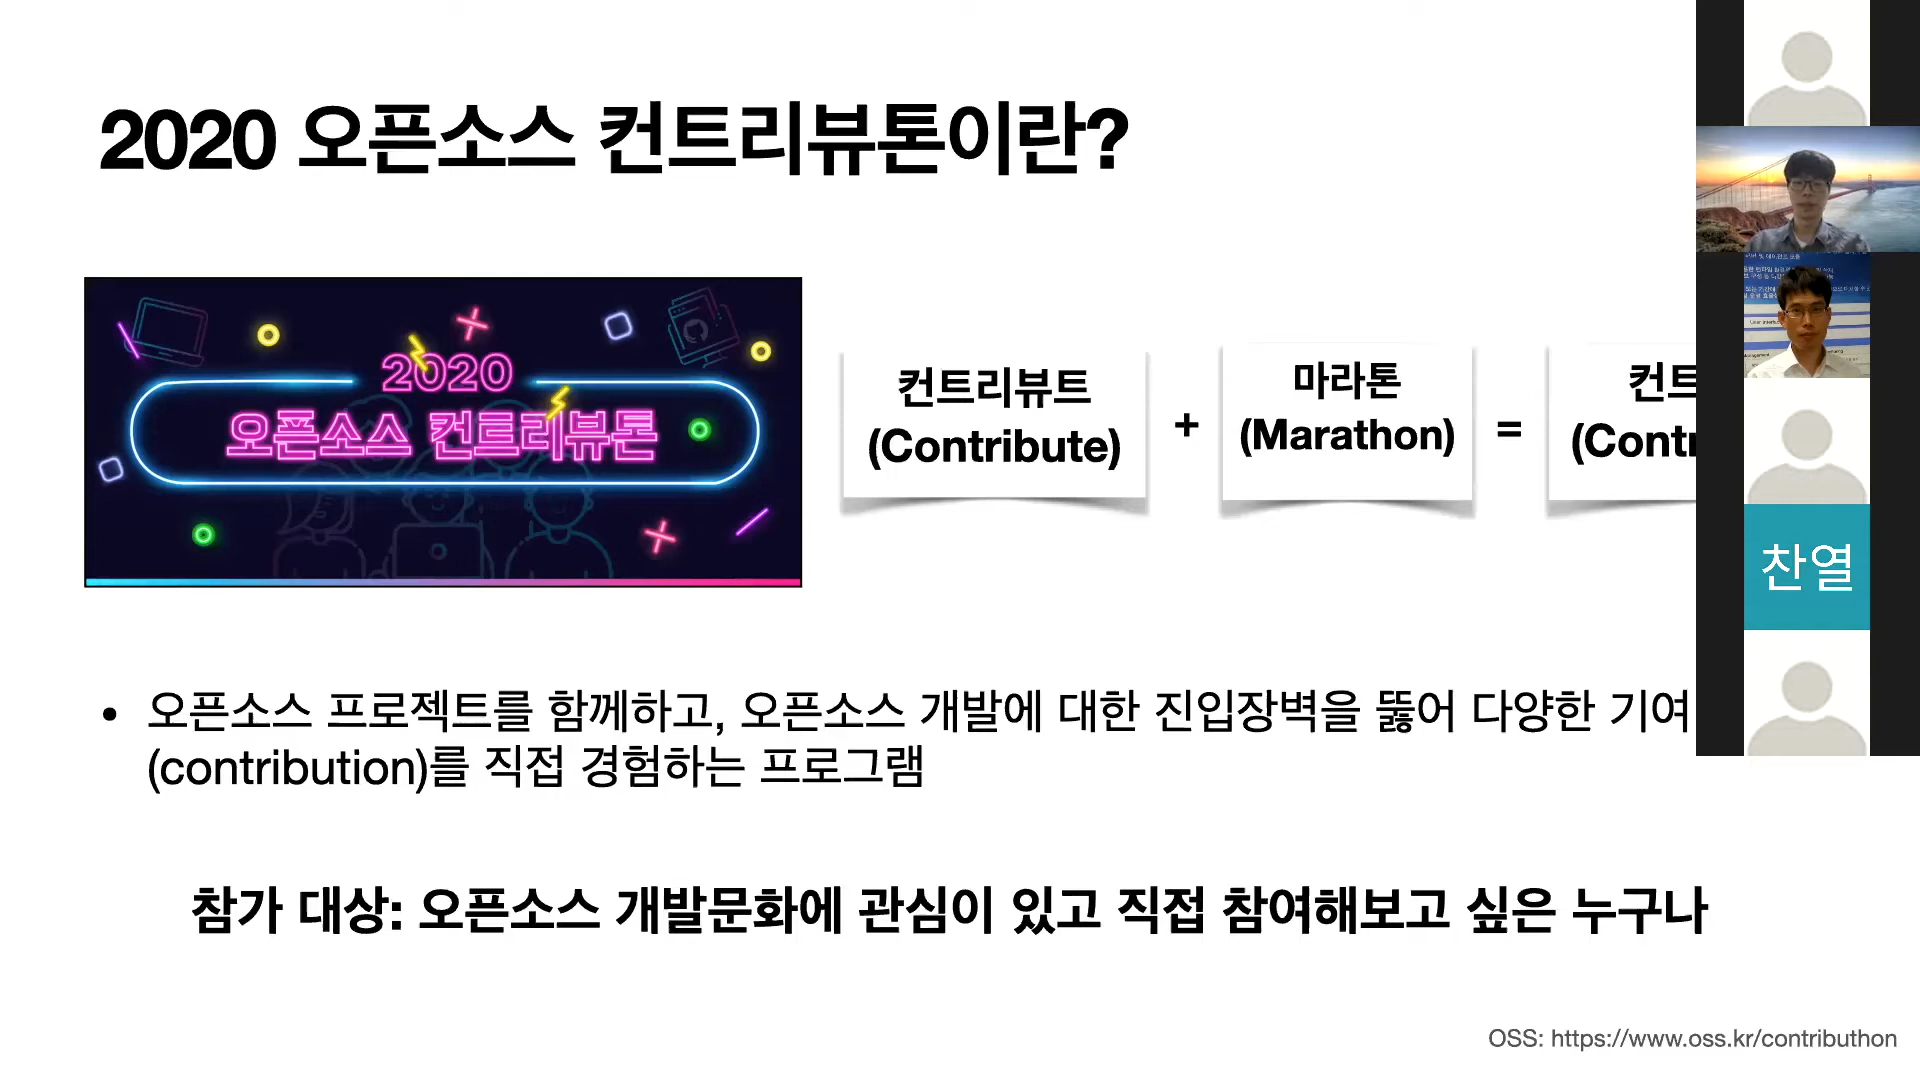 2020 오픈소스 컨트리뷰톤이란?
2020
오픈소스 컨트리뷰톤
컨트리뷰트
(Contribute)
+
마라톤
(Marathon)
=
컨트
(Contr
• 오픈소스 프로젝트를 함께하고, 오픈소스 개발에 대한 진입장벽을 뚫어 다양한 기여
(contribution)를 직접 경험하는 프로그램
참가 대상: 오픈소스 개발문화에 관심이 있고 직접 참여해보고 싶은 누구나
OSS: https://www.oss.kr/contributhon
찬열